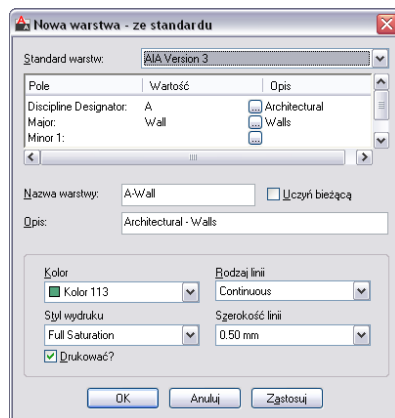 Nowa warstwa - ze standardu
Standard warstw: AIA Version 3
Pole Wartość Opis
Discipline Designator: A ... Architectural
Major: Wall ... Walls
Minor 1: ...
Nazwa warstwy: A-Wall Uczyń bieżącą
Opis: Architectural - Walls
Kolor Rodzaj linii
Kolor 113 Continuous
Styl wydruku Szerokość linii
Full Saturation 0.50 mm
Drukować?
OK Anuluj Zastosuj